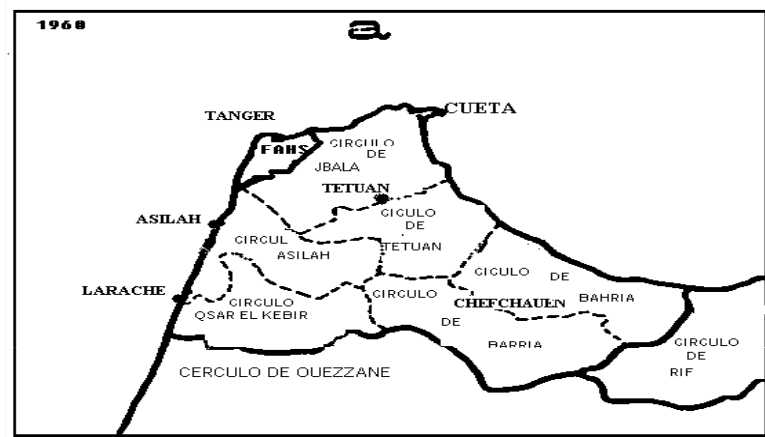 1960
a
CUETA
TANGER
FAHS
CIRCULO
DE
JBALA
TETUAN
ASILAH
CIRCUL
ASILAH
CICULO
DE
TETUAN
LARACHE
CIRCULO
QSAR EL KEBIR
CIRCULO
DE
BARRIA
CICULO DE
BAHRIA
CHEFCHAUEN
CIRCULO
DE
RIF
CERCULO DE OUEZZANE